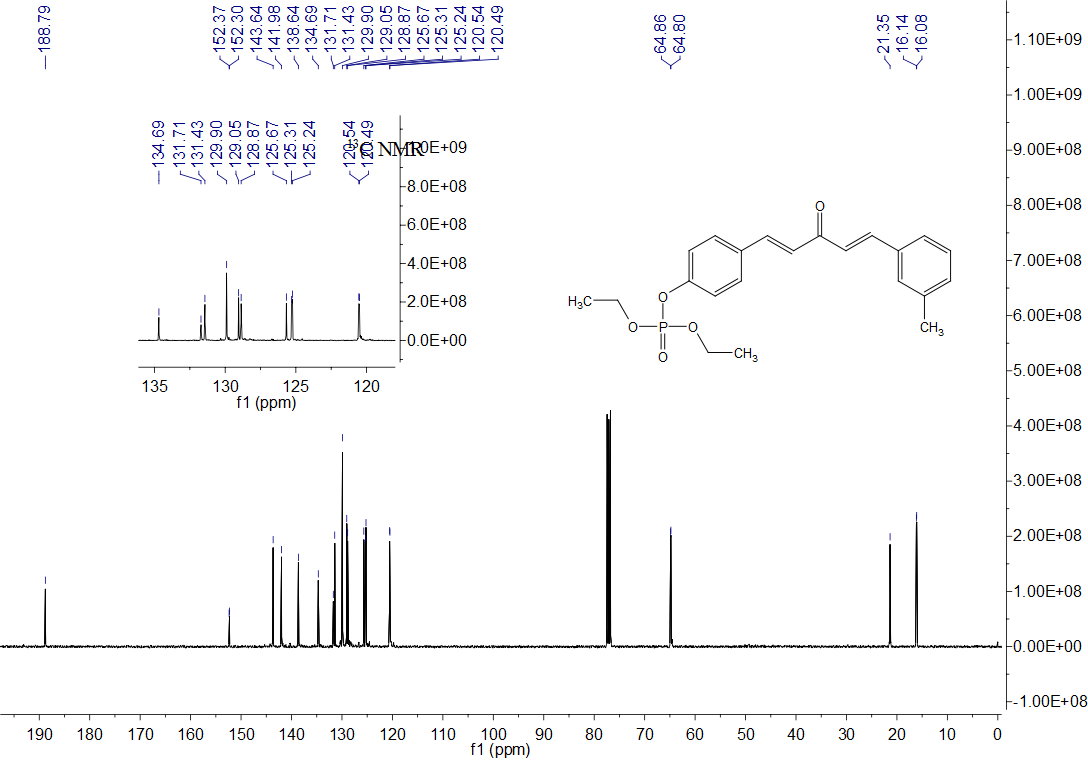 188.79
152.37
152.30
143.64
141.98
138.64
134.69
131.71
131.43
129.90
129.05
128.87
125.67
125.31
125.24
120.54
120.49
64.86
64.80
21.35
16.14
16.08
134.69
131.71
131.43
129.90
129.05
128.87
125.67
125.31
125.24
120.54
120.49
¹³C NMR
1.0E+09
8.0E+08
6.0E+08
4.0E+08
2.0E+08
0.0E+00
135 130 125 120
f1 (ppm)
O
H₃C
O
O
P
O
O
CH₃
CH₃
1.10E+09
1.00E+09
9.00E+08
8.00E+08
7.00E+08
6.00E+08
5.00E+08
4.00E+08
3.00E+08
2.00E+08
1.00E+08
0.00E+00
-1.00E+08
190 180 170 160 150 140 130 120 110 100 90 80 70 60 50 40 30 20 10 0
f1 (ppm)